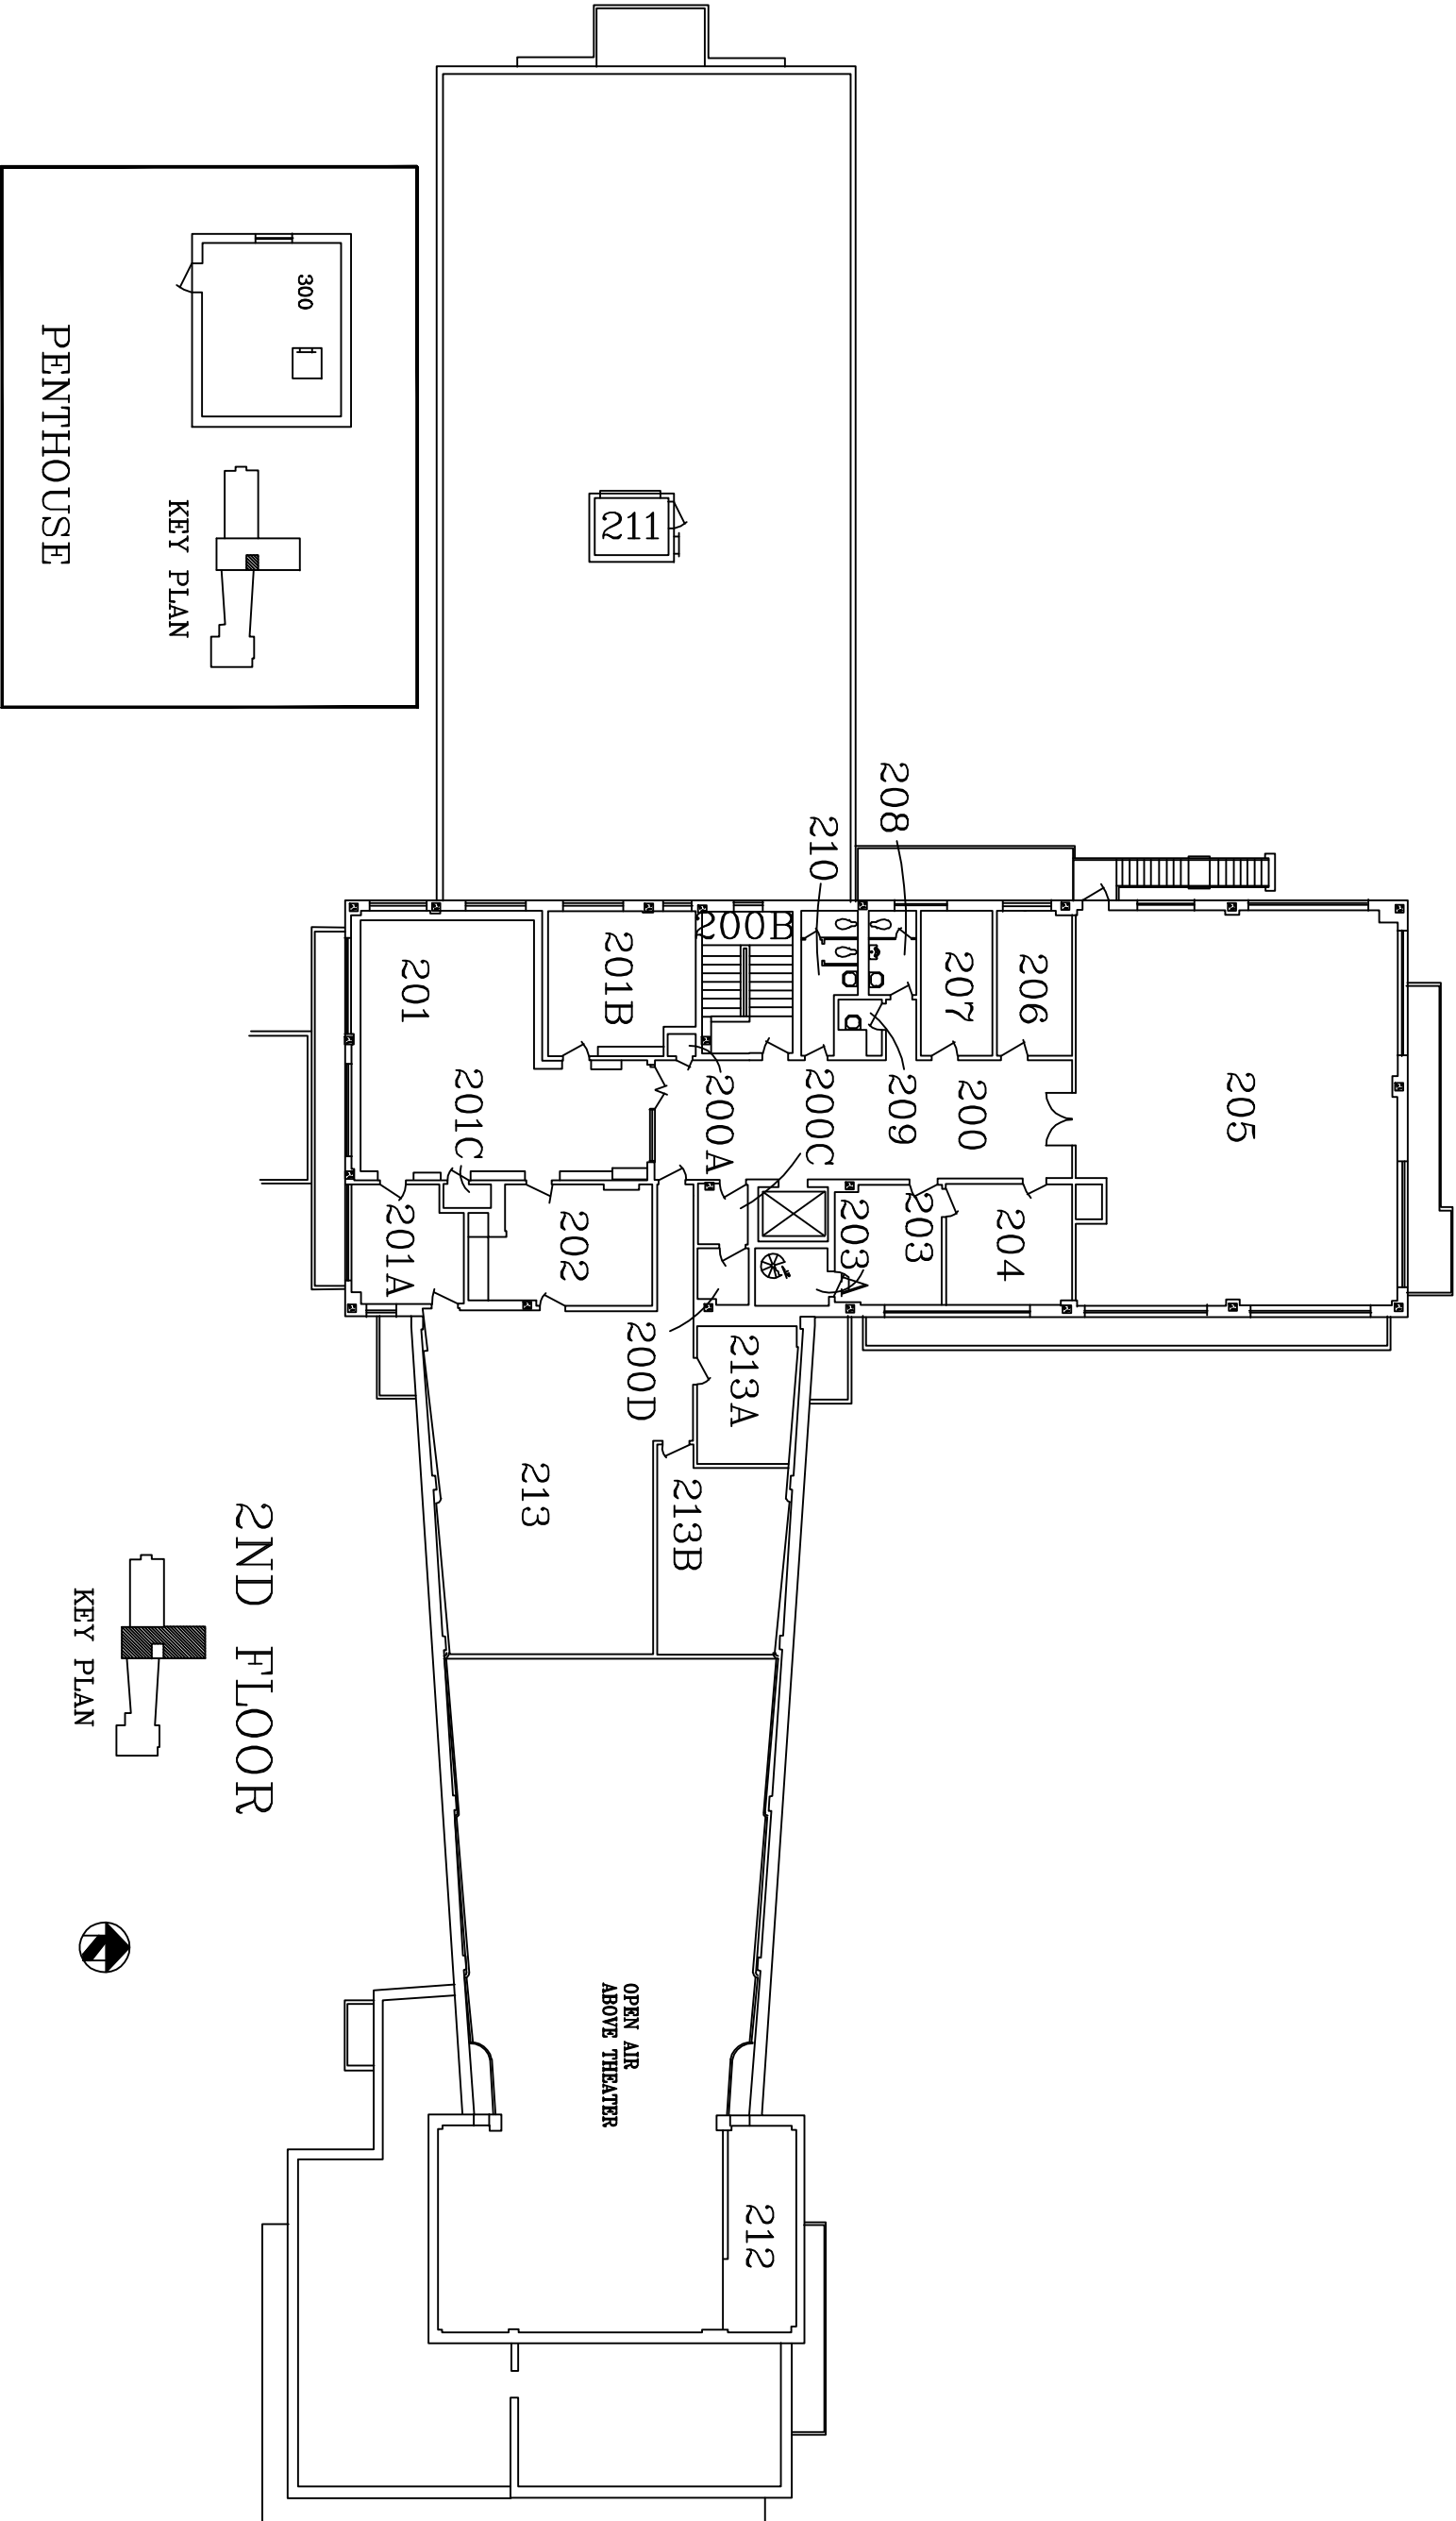 205
206
207
208
209
210
200
200C
200A
200B
201B
201
201C
201A
202
203
203A
204
200D
213A
213B
213
211
212
OPEN AIR
ABOVE THEATER
2ND FLOOR
KEY PLAN
300
KEY PLAN
PENTHOUSE